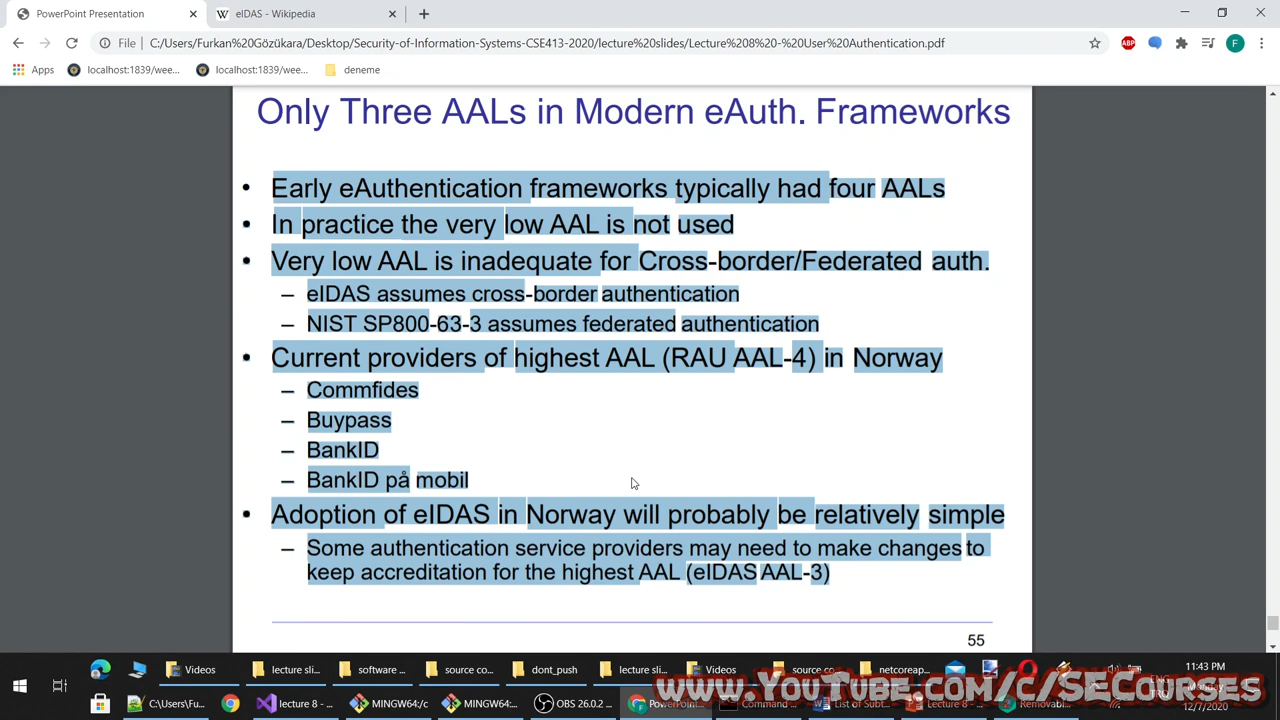 PowerPoint Presentation
eIDAS - Wikipedia
File
C:/Users/Furkan%20Gözükara/Desktop/Security-of-Information-Systems-CSE413-2020/lecture%20slides/Lecture%208%20-%20User%20Authentication.pdf
ABP
F
Apps
localhost:1839/wee...
localhost:1839/wee...
deneme
Only Three AALs in Modern eAuth. Frameworks
• Early eAuthentication frameworks typically had four AALs
• In practice the very low AAL is not used
• Very low AAL is inadequate for Cross-border/Federated auth.
– eIDAS assumes cross-border authentication
– NIST SP800-63-3 assumes federated authentication
• Current providers of highest AAL (RAU AAL-4) in Norway
– Commfides
– Buypass
– BankID
– BankID på mobil
• Adoption of eIDAS in Norway will probably be relatively simple
– Some authentication service providers may need to make changes to
keep accreditation for the highest AAL (eIDAS AAL-3)
55
Videos
lecture sli...
software ...
source co...
dont_push
lecture sli...
Videos
source co...
netcoreap...
11:43 PM
Monday
12/7/2020
www.YouTube.com/c/SECourses
C:\Users\Fu...
lecture 8 - ...
MINGW64:/c
MINGW64:...
OBS 26.0.2 ...
PowerPoint...
Command ...
List of Subt...
Lecture 8 - ...
Removabl...